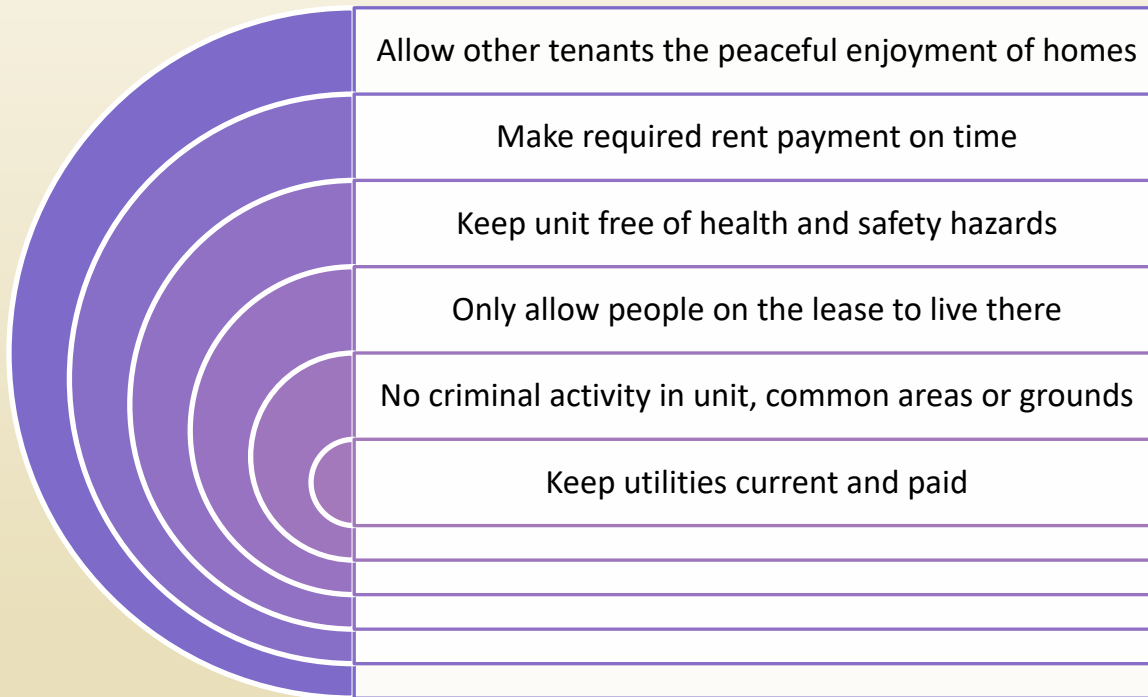 Allow other tenants the peaceful enjoyment of homes
Make required rent payment on time
Keep unit free of health and safety hazards
Only allow people on the lease to live there
No criminal activity in unit, common areas or grounds
Keep utilities current and paid